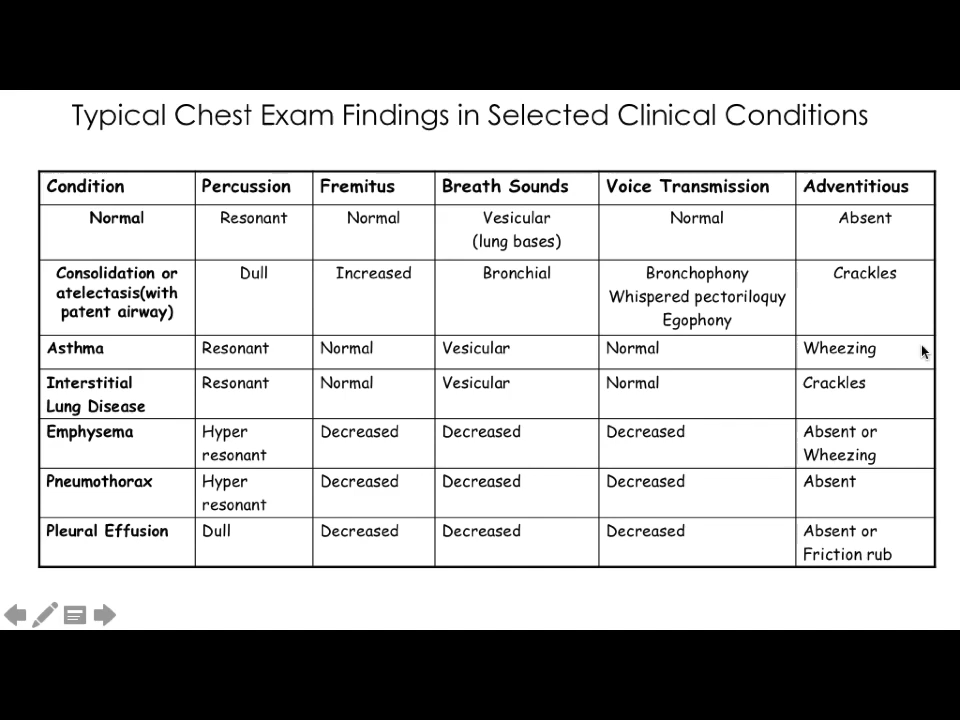 Typical Chest Exam Findings in Selected Clinical Conditions
Condition Percussion Fremitus Breath Sounds Voice Transmission Adventitious
Normal Resonant Normal Vesicular Normal Absent
(lung bases)
Consolidation or Dull Increased Bronchial Bronchophony Crackles
atelectasis(with Whispered pectoriloquy
patent airway) Egophony
Asthma Resonant Normal Vesicular Normal Wheezing
Interstitial Resonant Normal Vesicular Normal Crackles
Lung Disease
Emphysema Hyper Decreased Decreased Decreased Absent or
resonant Wheezing
Pneumothorax Hyper Decreased Decreased Decreased Absent
resonant
Pleural Effusion Dull Decreased Decreased Decreased Absent or
Friction rub